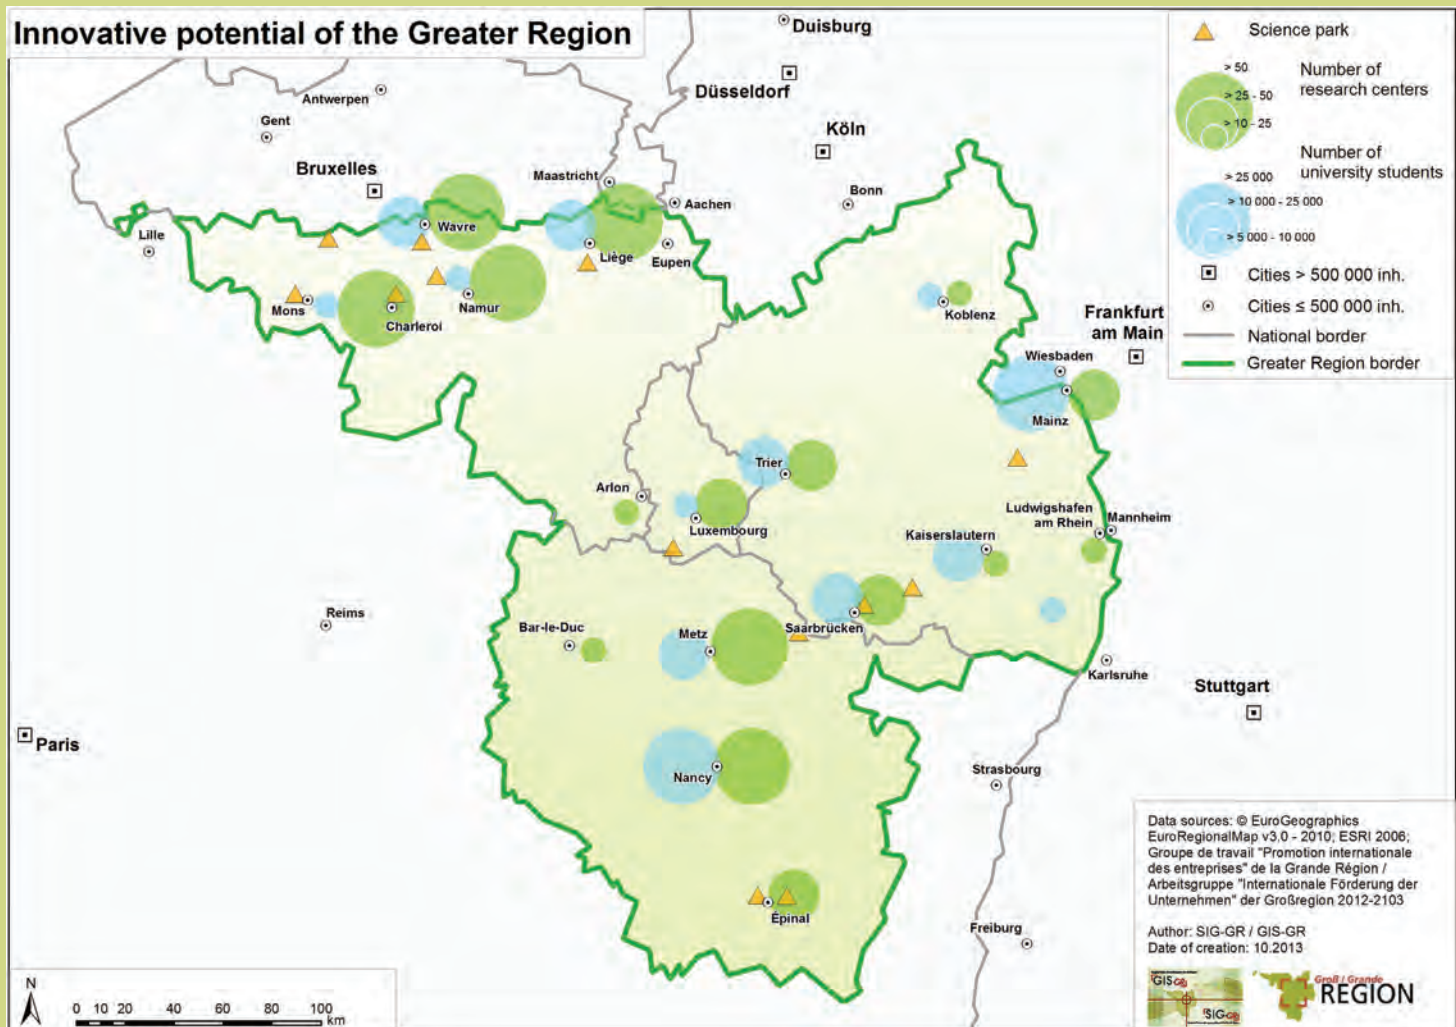 Innovative potential of the Greater Region
Duisburg
Düsseldorf
Antwerpen
Gent
Köln
Bruxelles
Maastricht
Bonn
Aachen
Wavre
Lille
Liège
Eupen
Namur
Mons
Charleroi
Koblenz
Frankfurt
am Main
Wiesbaden
Mainz
Trier
Arlon
Luxembourg
Ludwigshafen
am Rhein
Mannheim
Kaiserslautern
Reims
Bar-le-Duc
Metz
Saarbrücken
Karlsruhe
Stuttgart
Paris
Nancy
Strasbourg
Épinal
Freiburg
Science park
> 50
> 25 - 50
> 10 - 25
Number of
research centers
Number of
university students
> 25 000
> 10 000 - 25 000
> 5 000 - 10 000
Cities > 500 000 inh.
Cities ≤ 500 000 inh.
National border
Greater Region border
N
0 10 20 40 60 80 100
km
Data sources: © EuroGeographics
EuroRegionalMap v3.0 - 2010; ESRI 2006;
Groupe de travail "Promotion internationale
des entreprises" de la Grande Région /
Arbeitsgruppe "Internationale Förderung der
Unternehmen" der Großregion 2012-2103
Author: SIG-GR / GIS-GR
Date of creation: 10.2013
GIS-GR
SIG-GR
Groß / Grande
REGION